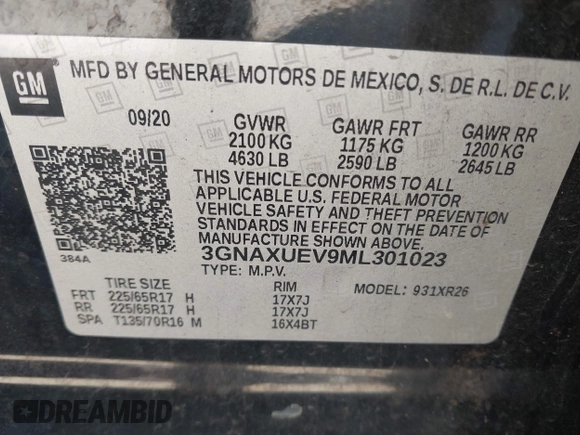 GM
MFD BY GENERAL MOTORS DE MEXICO, S. DE R.L. DE C.V.
09/20 GVWR GAWR FRT GAWR RR
2100 KG 1175 KG 1200 KG
4630 LB 2590 LB 2645 LB
THIS VEHICLE CONFORMS TO ALL
APPLICABLE U.S. FEDERAL MOTOR
VEHICLE SAFETY AND THEFT PREVENTION
STANDARDS IN EFFECT ON THE DATE OF
MANUFACTURE SHOWN ABOVE.
384A
3GNAXUEV9ML301023
TYPE: M.P.V.
TIRE SIZE RIM MODEL: 931XR26
FRT 225/65R17 H 17X7J
RR 225/65R17 H 17X7J
SPA T135/70R16 M 16X4BT
DREAMBID